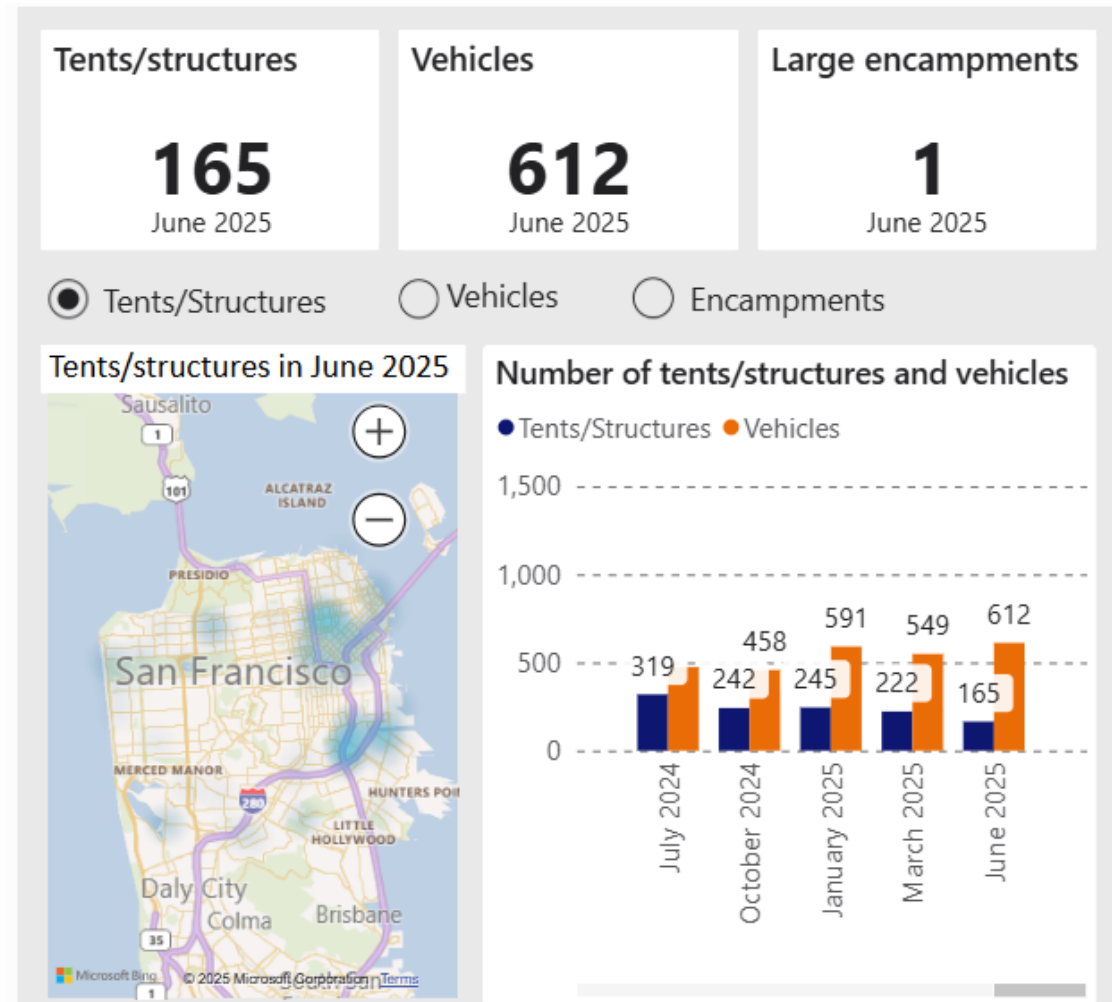 Tents/structures
165
June 2025
Vehicles
612
June 2025
Large encampments
1
June 2025
Tents/Structures
Vehicles
Encampments
Tents/structures in June 2025
Sausalito
1
101
ALCATRAZ
ISLAND
PRESIDIO
San Francisco
MERCED MANOR
280
HUNTERS POI
LITTLE
HOLLYWOOD
Daly City
Colma
Brisbane
35
South San
Microsoft Bing
© 2025 Microsoft Corporation
Terms
1
Number of tents/structures and vehicles
Tents/Structures
Vehicles
1,500
1,000
500
0
319
242
458
245
591
222
549
165
612
July 2024
October 2024
January 2025
March 2025
June 2025